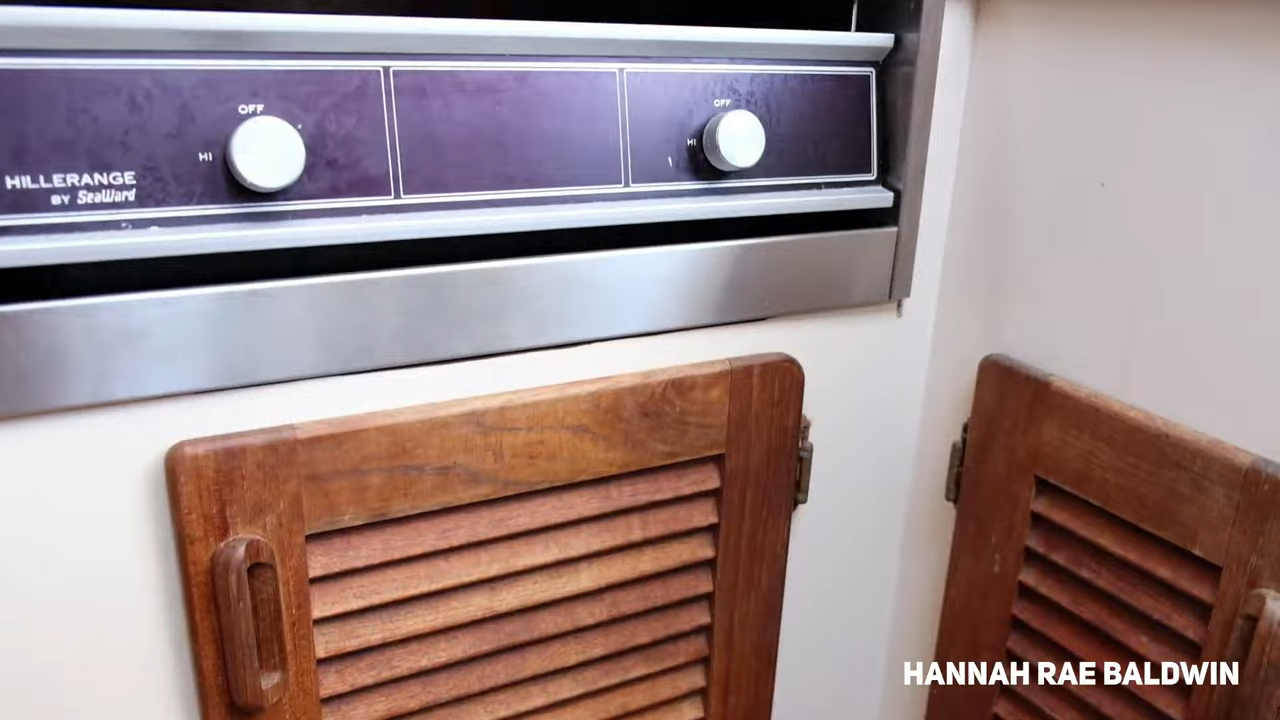 OFF
HI
OFF
HI
HILLERANGE
BY SeaWard
HANNAH RAE BALDWIN